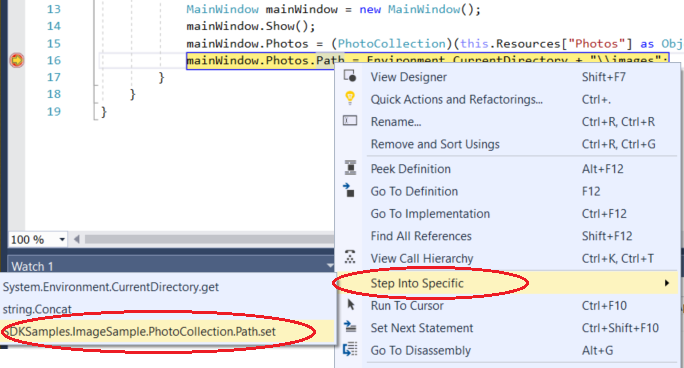 13 MainWindow mainWindow = new MainWindow();
14 mainWindow.Show();
15 mainWindow.Photos = (PhotoCollection)(this.Resources["Photos"] as Obj
16 mainWindow.Photos.Path = Environment.CurrentDirectory + "\\images";
17 }
18 }
19 }
View Designer Shift+F7
Quick Actions and Refactorings... Ctrl+.
Rename... Ctrl+R, Ctrl+R
Remove and Sort Usings Ctrl+R, Ctrl+G
Peek Definition Alt+F12
Go To Definition F12
Go To Implementation Ctrl+F12
Find All References Shift+F12
View Call Hierarchy Ctrl+K, Ctrl+T
Step Into Specific
Run To Cursor Ctrl+F10
Set Next Statement Ctrl+Shift+F10
Go To Disassembly Alt+G
100 %
Watch 1
System.Environment.CurrentDirectory.get
string.Concat
SDKSamples.ImageSample.PhotoCollection.Path.set